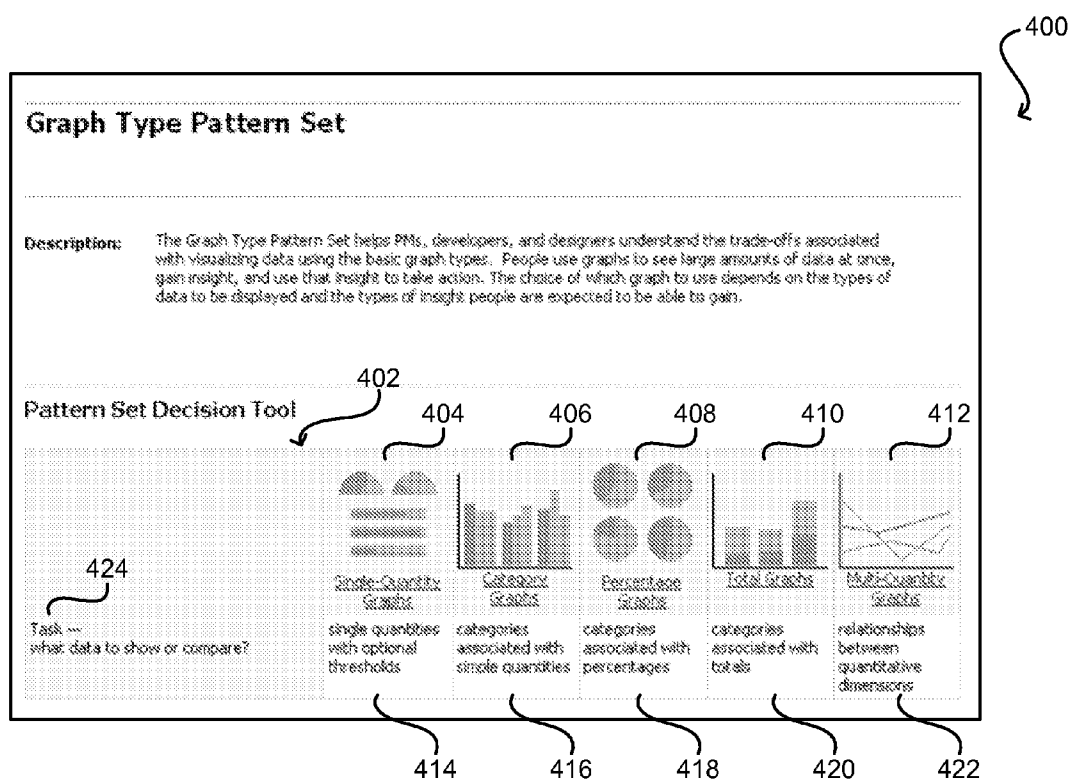 400
Graph Type Pattern Set
Description:
The Graph Type Pattern Set helps PMs, developers, and designers understand the trade-offs associated
with visualizing data using the basic graph types. People use graphs to see large amounts of data at once,
gain insight, and use that insight to take action. The choice of which graph to use depends on the types of
data to be displayed and the types of insight people are expected to be able to gain.
402
Pattern Set Decision Tool
404 406 408 410 412
424
Single-Quantity
Graphs
Category
Graphs
Percentage
Graphs
Total Graphs
Multi-Quantity
Graphs
Task —
what data to show or compare?
single quantities
with optional
thresholds
categories
associated with
simple quantities
categories
associated with
percentages
categories
associated with
totals
relationships
between
quantitative
dimensions
414 416 418 420 422